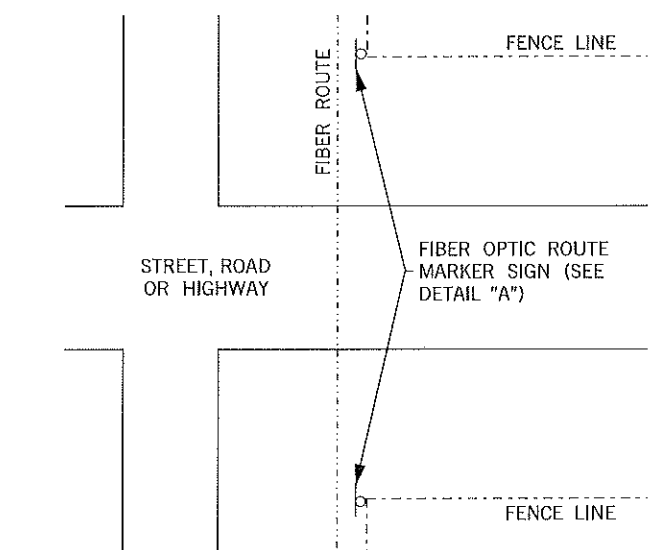 FENCE LINE
FIBER ROUTE
STREET, ROAD
OR HIGHWAY
FIBER OPTIC ROUTE
MARKER SIGN (SEE
DETAIL "A")
FENCE LINE